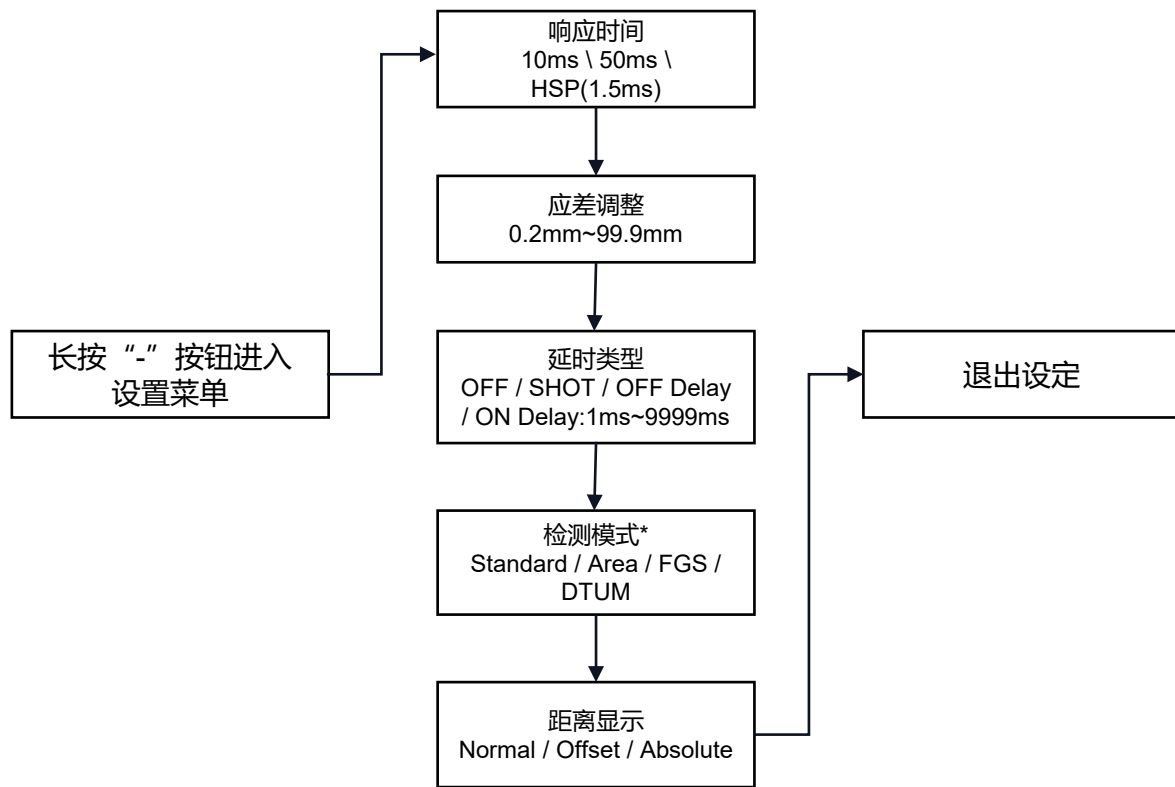 响应时间
10ms \ 50ms \
HSP(1.5ms)
应差调整
0.2mm~99.9mm
长按“-”按钮进入
设置菜单
延时类型
OFF / SHOT / OFF Delay
/ ON Delay:1ms~9999ms
退出设定
检测模式*
Standard / Area / FGS /
DTUM
距离显示
Normal / Offset / Absolute